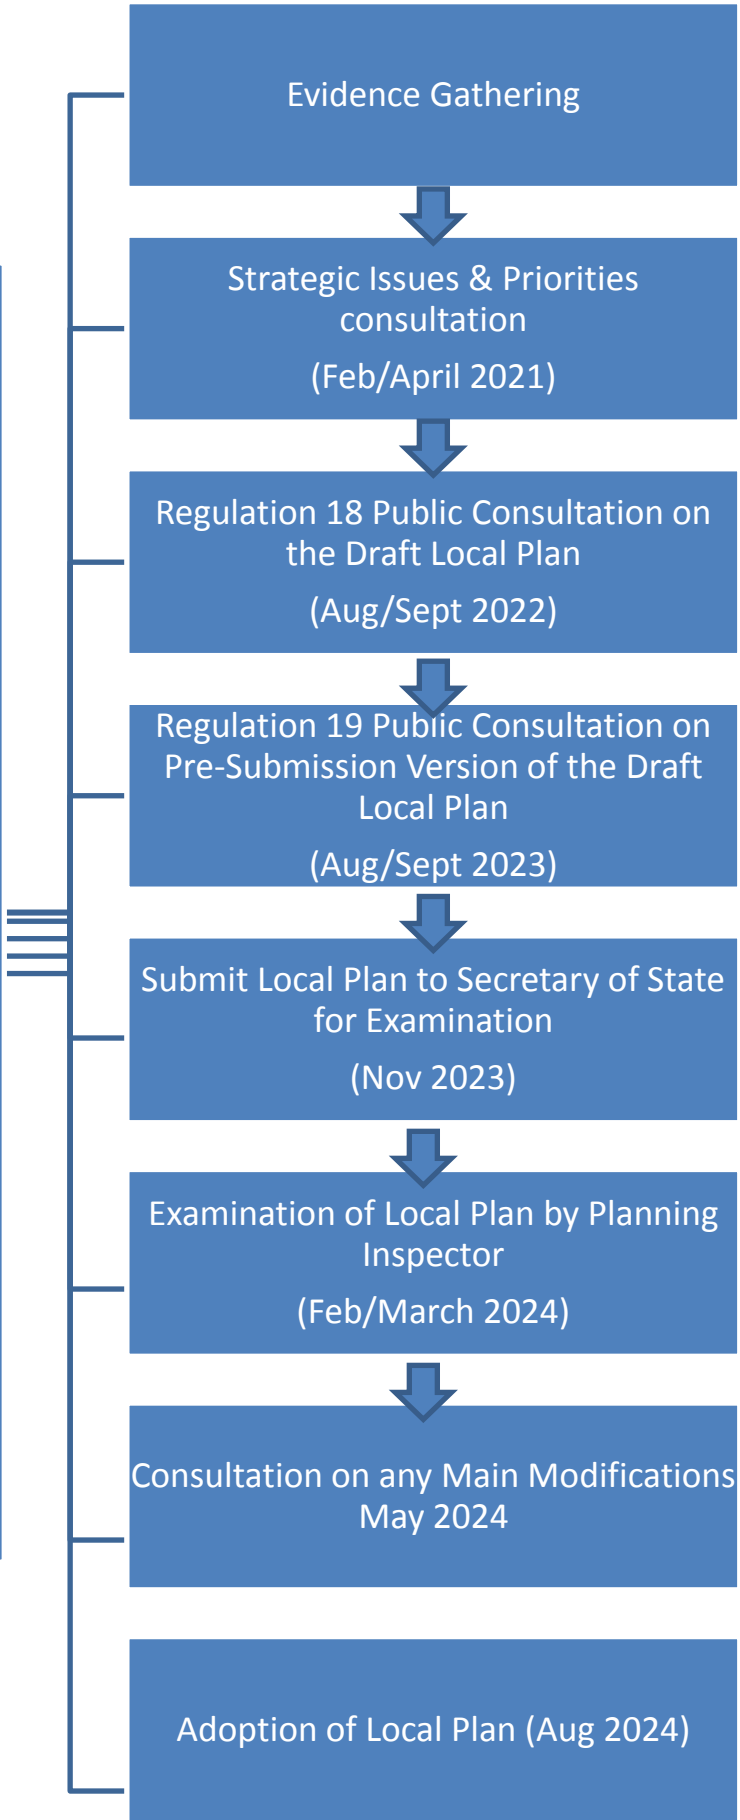 Evidence Gathering
Strategic Issues & Priorities
consultation
(Feb/April 2021)
Regulation 18 Public Consultation on
the Draft Local Plan
(Aug/Sept 2022)
Regulation 19 Public Consultation on
Pre-Submission Version of the Draft
Local Plan
(Aug/Sept 2023)
Submit Local Plan to Secretary of State
for Examination
(Nov 2023)
Examination of Local Plan by Planning
Inspector
(Feb/March 2024)
Consultation on any Main Modifications
May 2024
Adoption of Local Plan (Aug 2024)